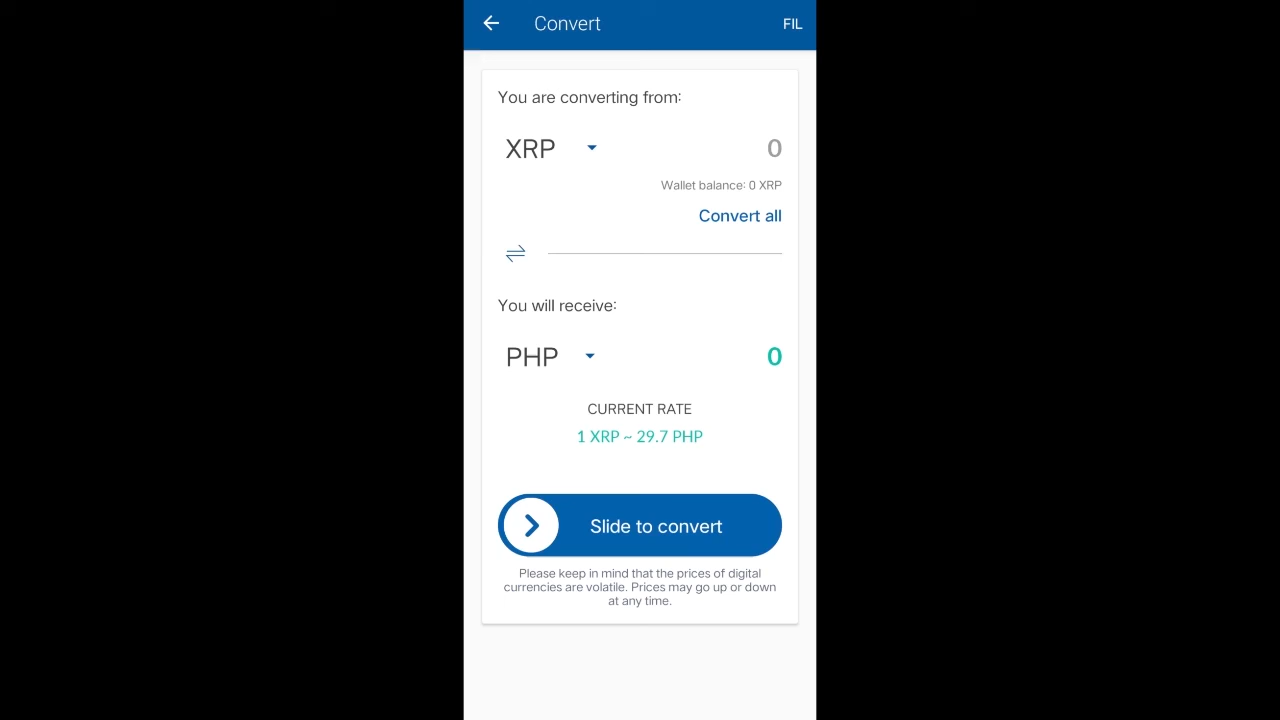 Convert
FIL
You are converting from:
XRP
0
Wallet balance: 0 XRP
Convert all
You will receive:
PHP
0
CURRENT RATE
1 XRP ~ 29.7 PHP
Slide to convert
Please keep in mind that the prices of digital
currencies are volatile. Prices may go up or down
at any time.